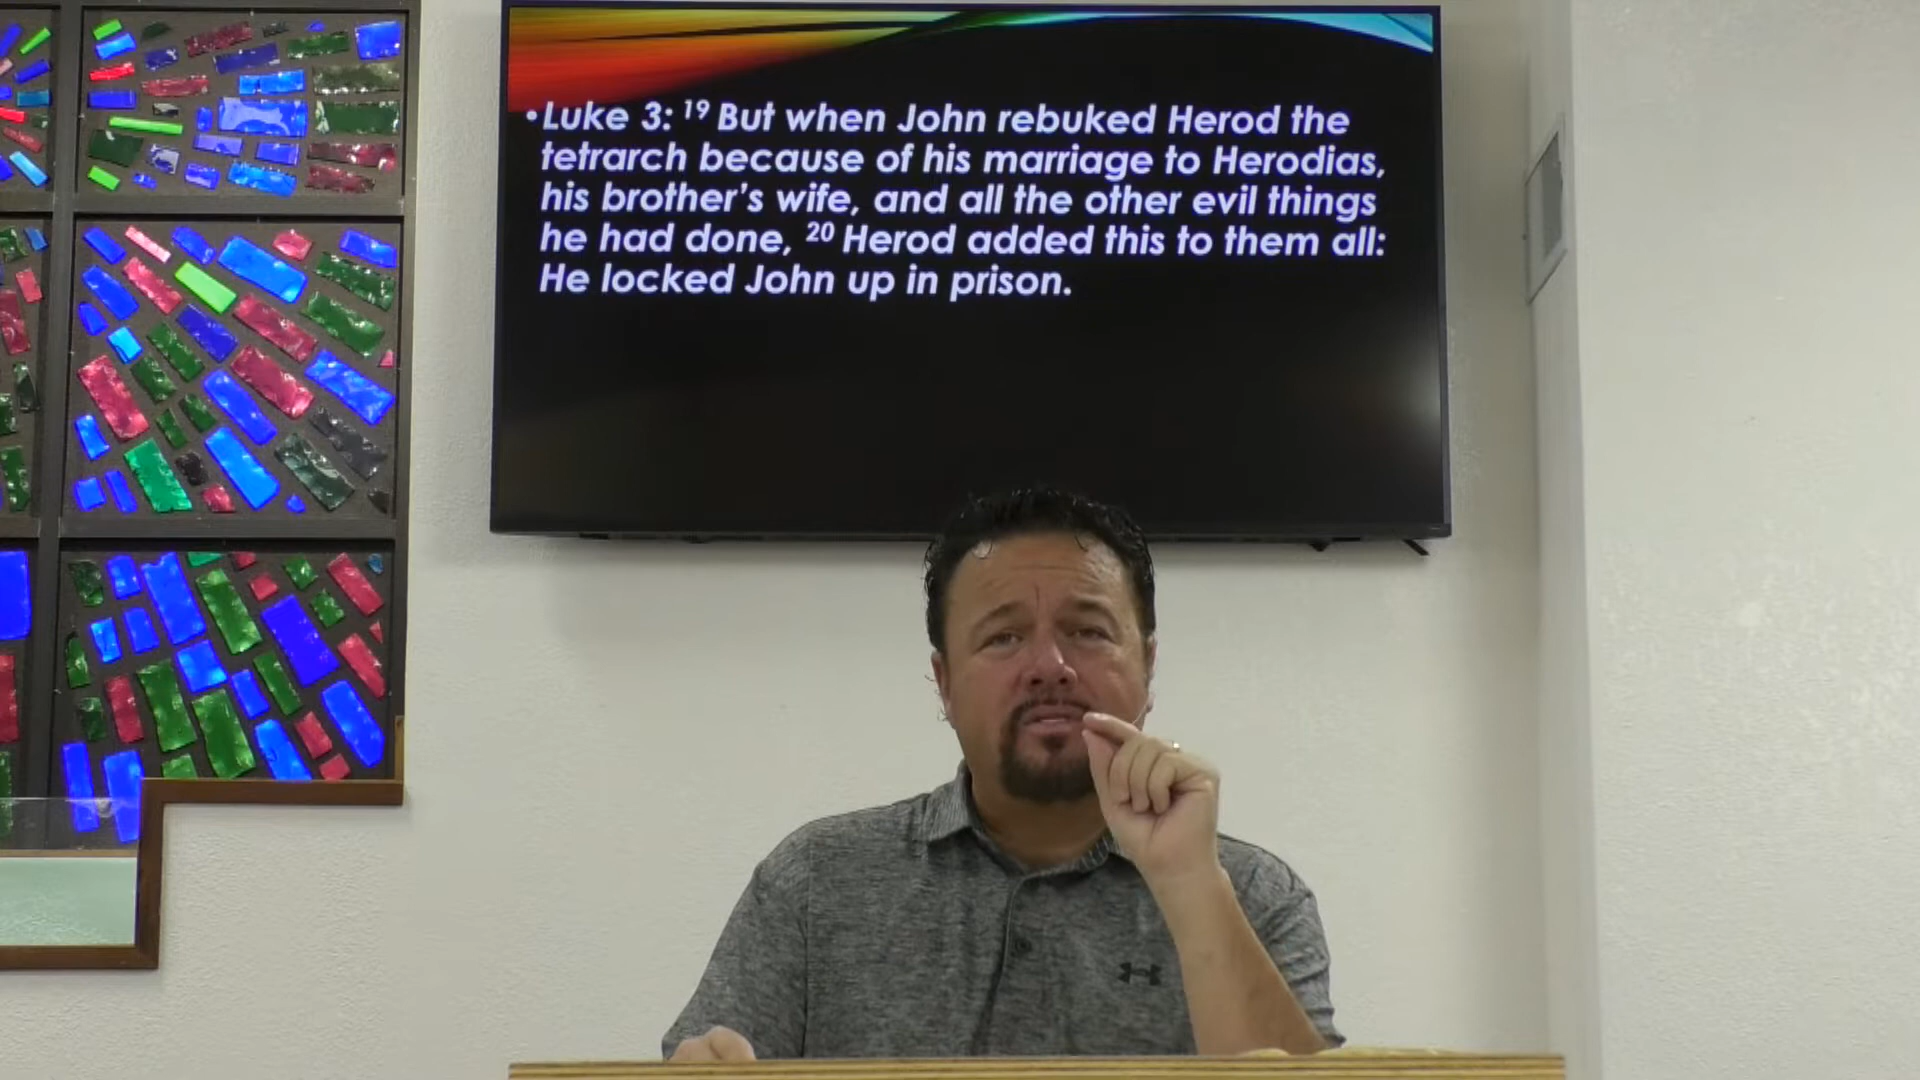 •Luke 3: ¹⁹ But when John rebuked Herod the
tetrarch because of his marriage to Herodias,
his brother’s wife, and all the other evil things
he had done, ²⁰ Herod added this to them all:
He locked John up in prison.